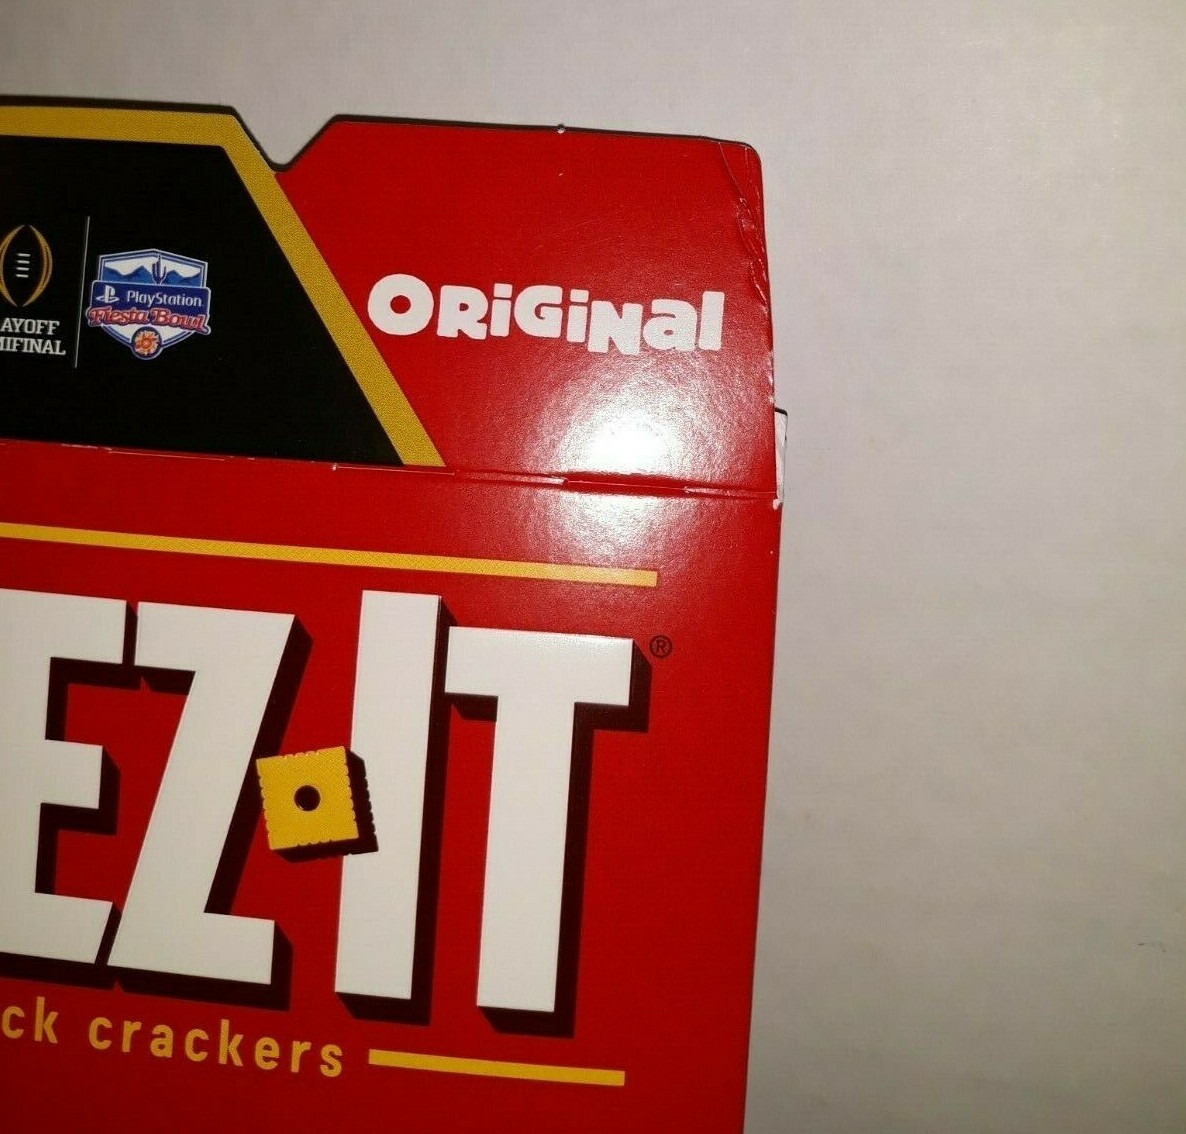 AYOFF
MIFINAL
PlayStation
Fiesta Bowl
ORiGiNal
EZ-IT®
ck crackers